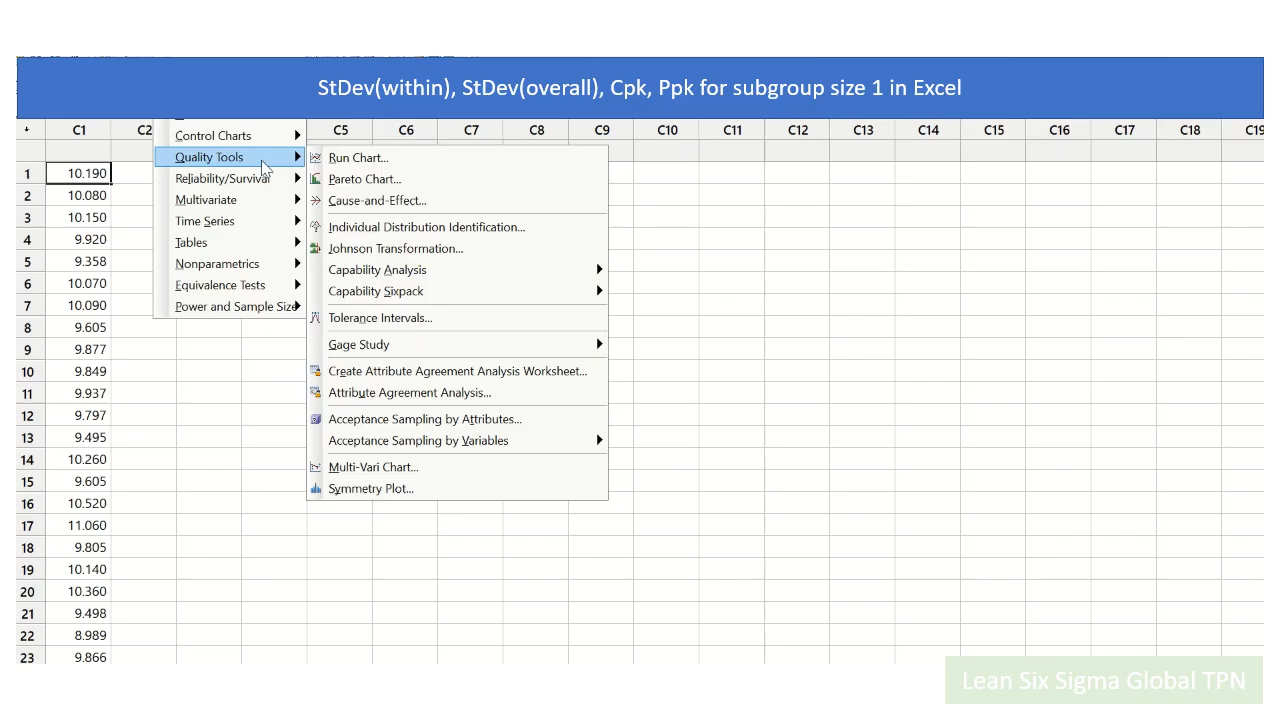 StDev(within), StDev(overall), Cpk, Ppk for subgroup size 1 in Excel
C1 C2 C5 C6 C7 C8 C9 C10 C11 C12 C13 C14 C15 C16 C17 C18 C19
Control Charts
Quality Tools
Reliability/Survival
Multivariate
Time Series
Tables
Nonparametrics
Equivalence Tests
Power and Sample Size
Run Chart...
Pareto Chart...
Cause-and-Effect...
Individual Distribution Identification...
Johnson Transformation...
Capability Analysis
Capability Sixpack
Tolerance Intervals...
Gage Study
Create Attribute Agreement Analysis Worksheet...
Attribute Agreement Analysis...
Acceptance Sampling by Attributes...
Acceptance Sampling by Variables
Multi-Vari Chart...
Symmetry Plot...
1 10.190
2 10.080
3 10.150
4 9.920
5 9.358
6 10.070
7 10.090
8 9.605
9 9.877
10 9.849
11 9.937
12 9.797
13 9.495
14 10.260
15 9.605
16 10.520
17 11.060
18 9.805
19 10.140
20 10.360
21 9.498
22 8.989
23 9.866
Lean Six Sigma Global TPN